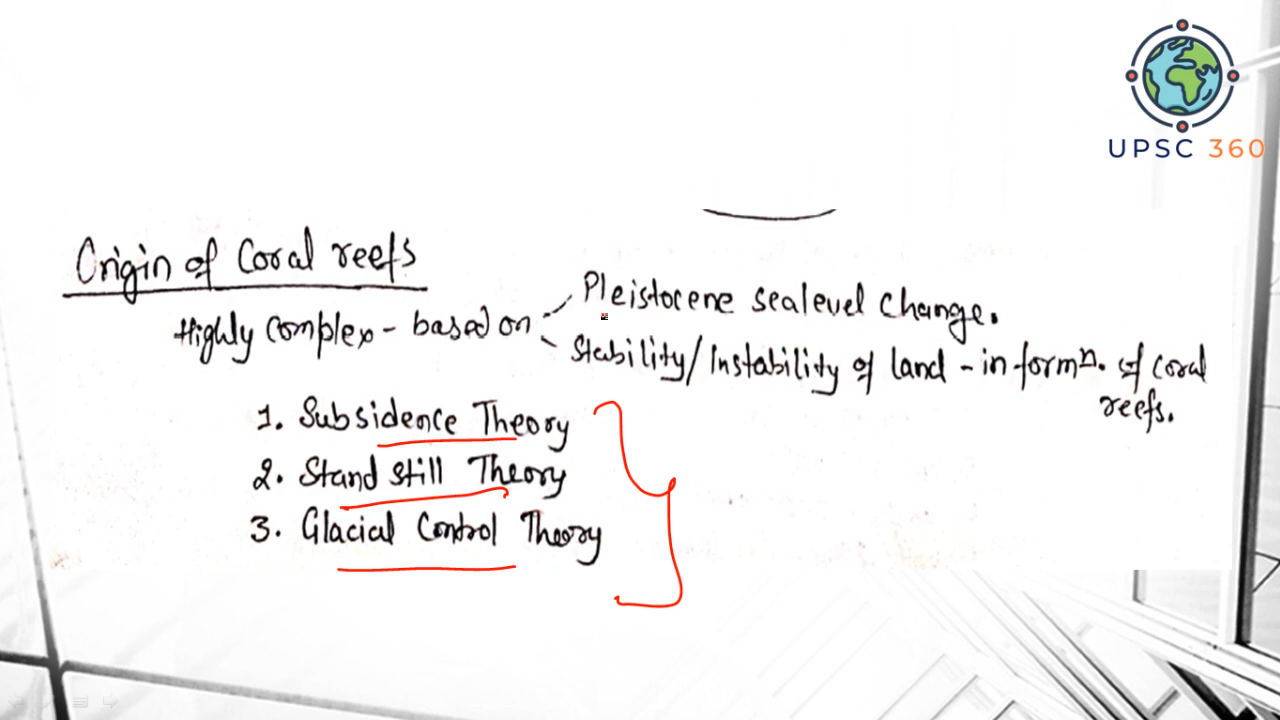 UPSC 360
Origin of Coral reefs
Highly complex - based on
Pleistocene sealevel change.
Stability/Instability of land - in formn. of coral
reefs.
1. Subsidence Theory
2. Stand still Theory
3. Glacial Control Theory